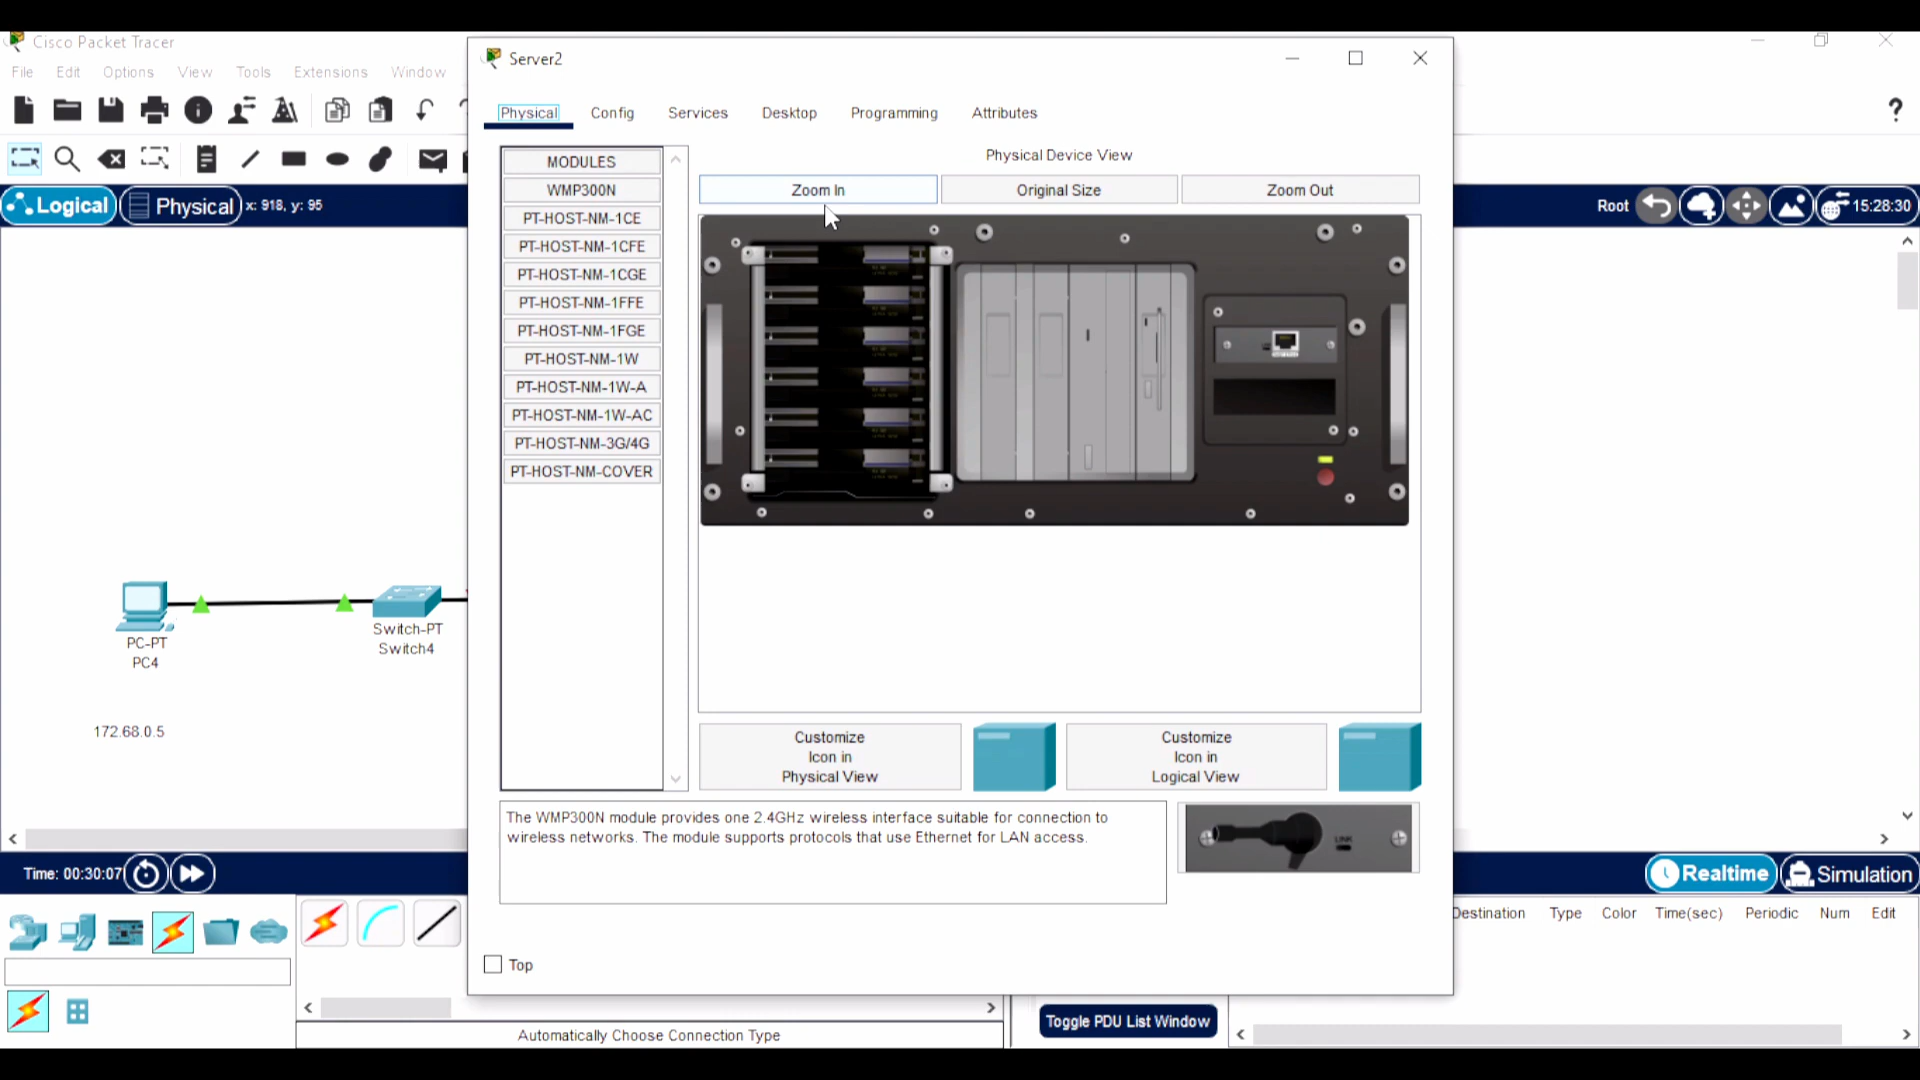 Cisco Packet Tracer
File Edit Options View Tools Extensions Window
Server2
Physical Config Services Desktop Programming Attributes
Logical Physical x: 918, y: 95
Root 15:28:30
MODULES
WMP300N
PT-HOST-NM-1CE
PT-HOST-NM-1CFE
PT-HOST-NM-1CGE
PT-HOST-NM-1FFE
PT-HOST-NM-1FGE
PT-HOST-NM-1W
PT-HOST-NM-1W-A
PT-HOST-NM-1W-AC
PT-HOST-NM-3G/4G
PT-HOST-NM-COVER
Physical Device View
Zoom In Original Size Zoom Out
PC-PT
PC4
Switch-PT
Switch4
172.68.0.5
Customize
Icon in
Physical View
Customize
Icon in
Logical View
The WMP300N module provides one 2.4GHz wireless interface suitable for connection to
wireless networks. The module supports protocols that use Ethernet for LAN access.
LINK
Top
Time: 00:30:07
Realtime Simulation
Destination Type Color Time(sec) Periodic Num Edit
Toggle PDU List Window
Automatically Choose Connection Type